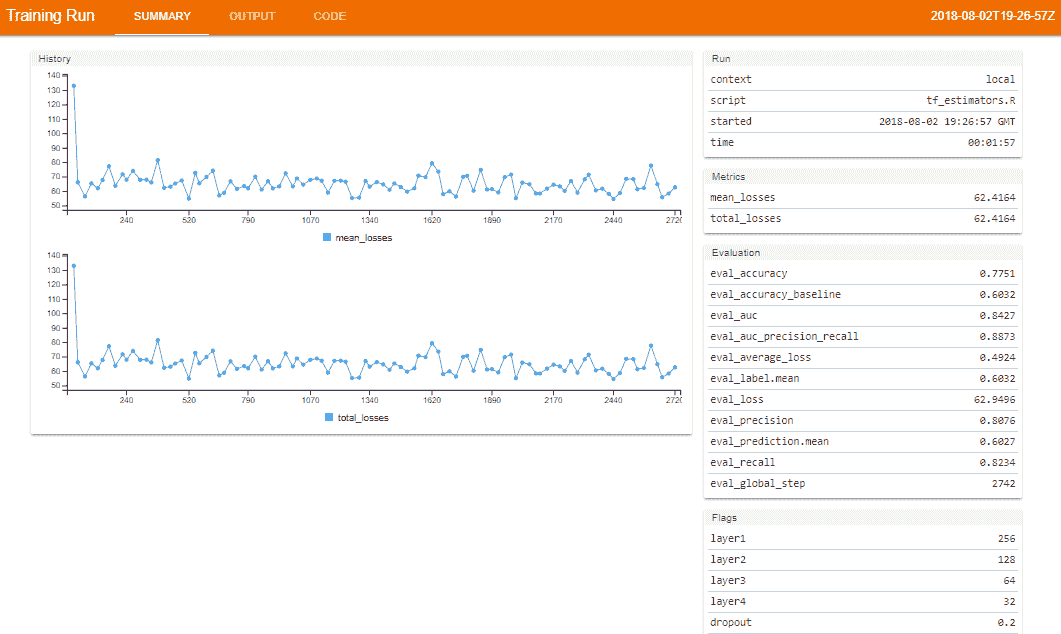 Training Run SUMMARY OUTPUT CODE 2018-08-02T19-26-57Z
History
140
130
120
110
100
90
80
70
60
50
240 520 790 1070 1340 1620 1890 2170 2440 2720
mean_losses
140
130
120
110
100
90
80
70
60
50
240 520 790 1070 1340 1620 1890 2170 2440 2720
total_losses
Run
context local
script tf_estimators.R
started 2018-08-02 19:26:57 GMT
time 00:01:57
Metrics
mean_losses 62.4164
total_losses 62.4164
Evaluation
eval_accuracy 0.7751
eval_accuracy_baseline 0.6032
eval_auc 0.8427
eval_auc_precision_recall 0.8873
eval_average_loss 0.4924
eval_label.mean 0.6032
eval_loss 62.9496
eval_precision 0.8076
eval_prediction.mean 0.6027
eval_recall 0.8234
eval_global_step 2742
Flags
layer1 256
layer2 128
layer3 64
layer4 32
dropout 0.2